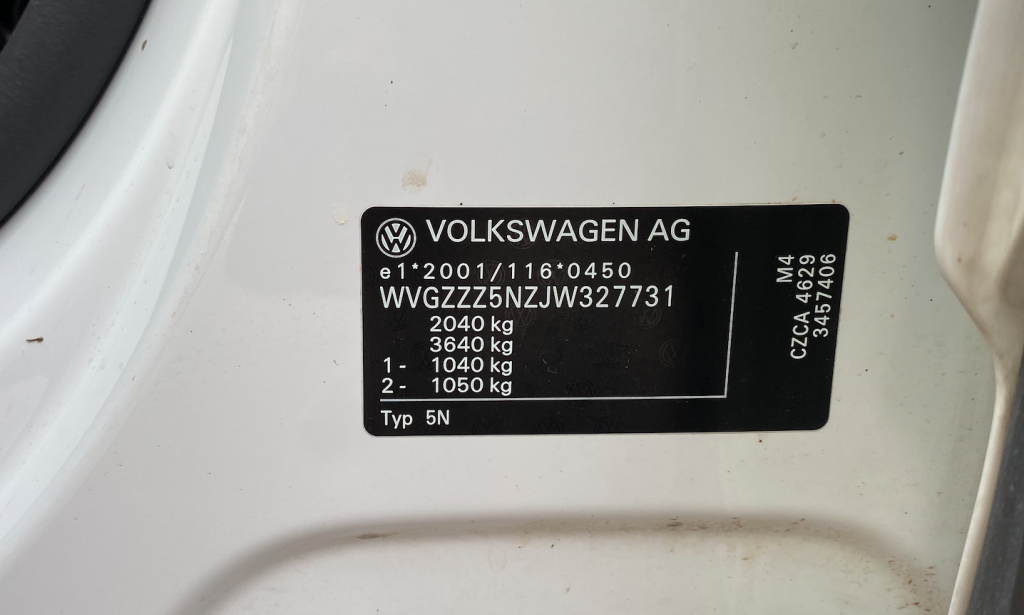 VOLKSWAGEN AG
e1*2001/116*0450
WVGZZZ5NZJW327731
2040 kg
3640 kg
1- 1040 kg
2- 1050 kg
Typ 5N
M4
CZCA 4629
3457406